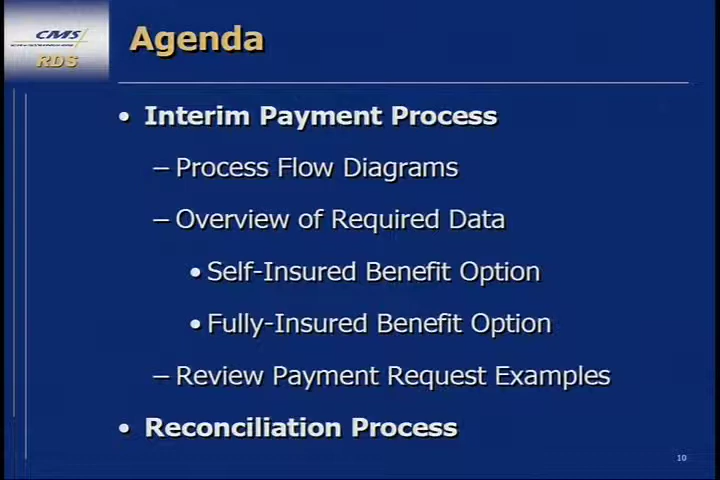 CMS
RDS
Agenda
• Interim Payment Process
– Process Flow Diagrams
– Overview of Required Data
• Self-Insured Benefit Option
• Fully-Insured Benefit Option
– Review Payment Request Examples
• Reconciliation Process
10